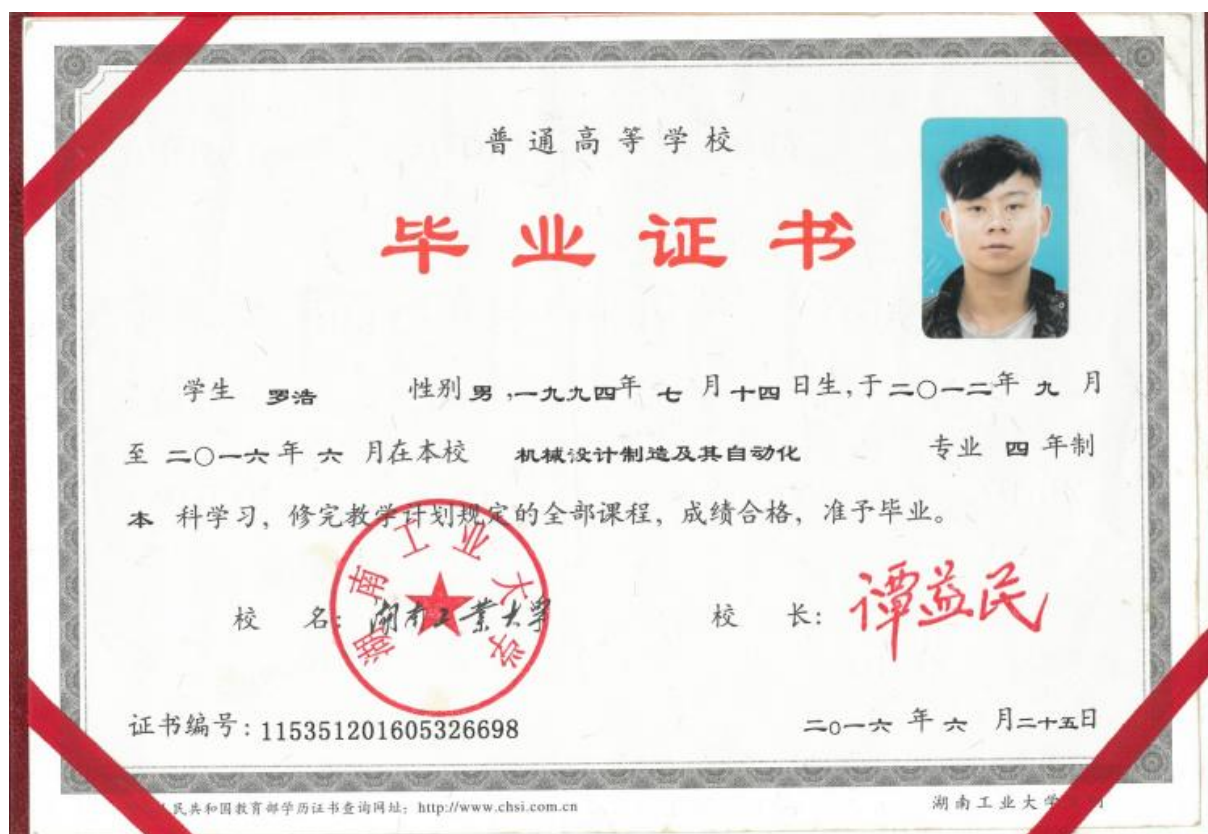 普通高等学校
毕业证书
学生 罗浩 性别 男，一九九四年 七 月 十四 日生，于 二〇一二年 九 月
至 二〇一六 年 六 月在本校 机械设计制造及其自动化 专业 四 年制
本 科学习，修完教学计划规定的全部课程，成绩合格，准予毕业。
湖南工业大学
校 名：湖南工業大學 校 长：谭益民
证书编号：115351201605326698 二〇一六 年 六 月二十五日
民共和国教育部学历证书查询网址：http://www.chsi.com.cn 湖南工业大学